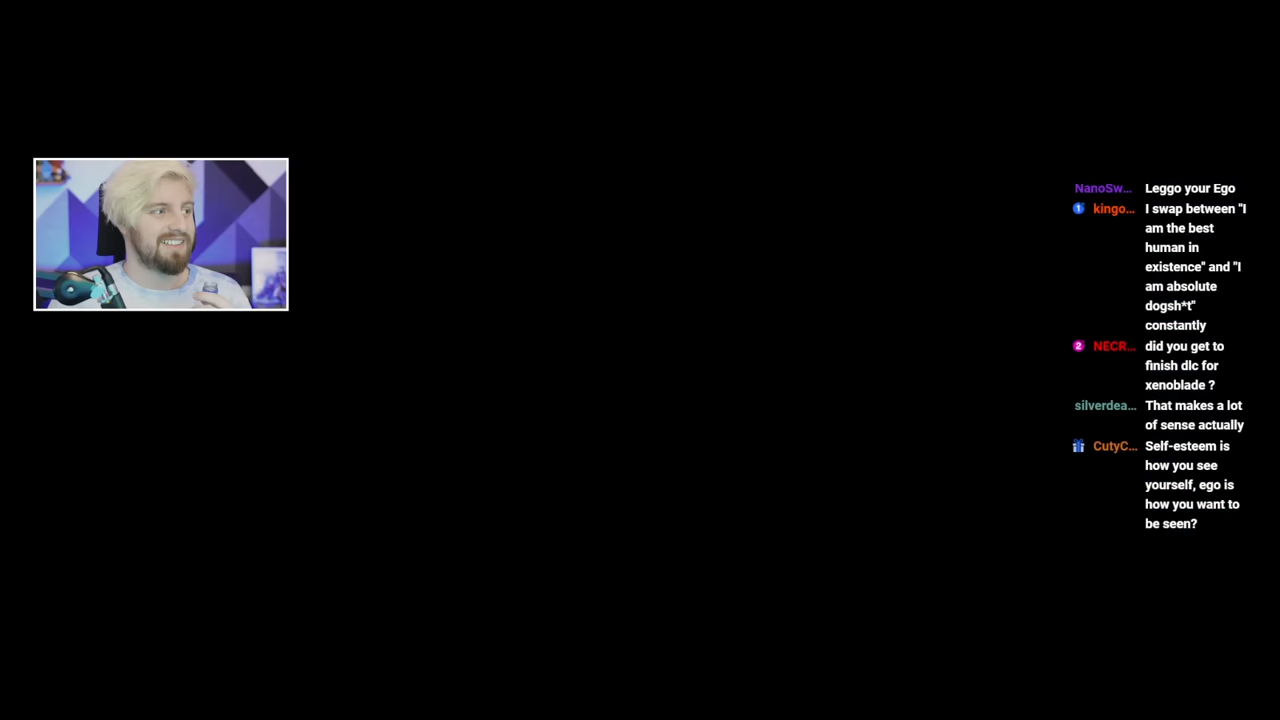 NanoSw... Leggo your Ego
1 kingo... I swap between "I
am the best
human in
existence" and "I
am absolute
dogsh*t"
constantly
2 NECR... did you get to
finish dlc for
xenoblade ?
silverdea... That makes a lot
of sense actually
CutyC... Self-esteem is
how you see
yourself, ego is
how you want to
be seen?